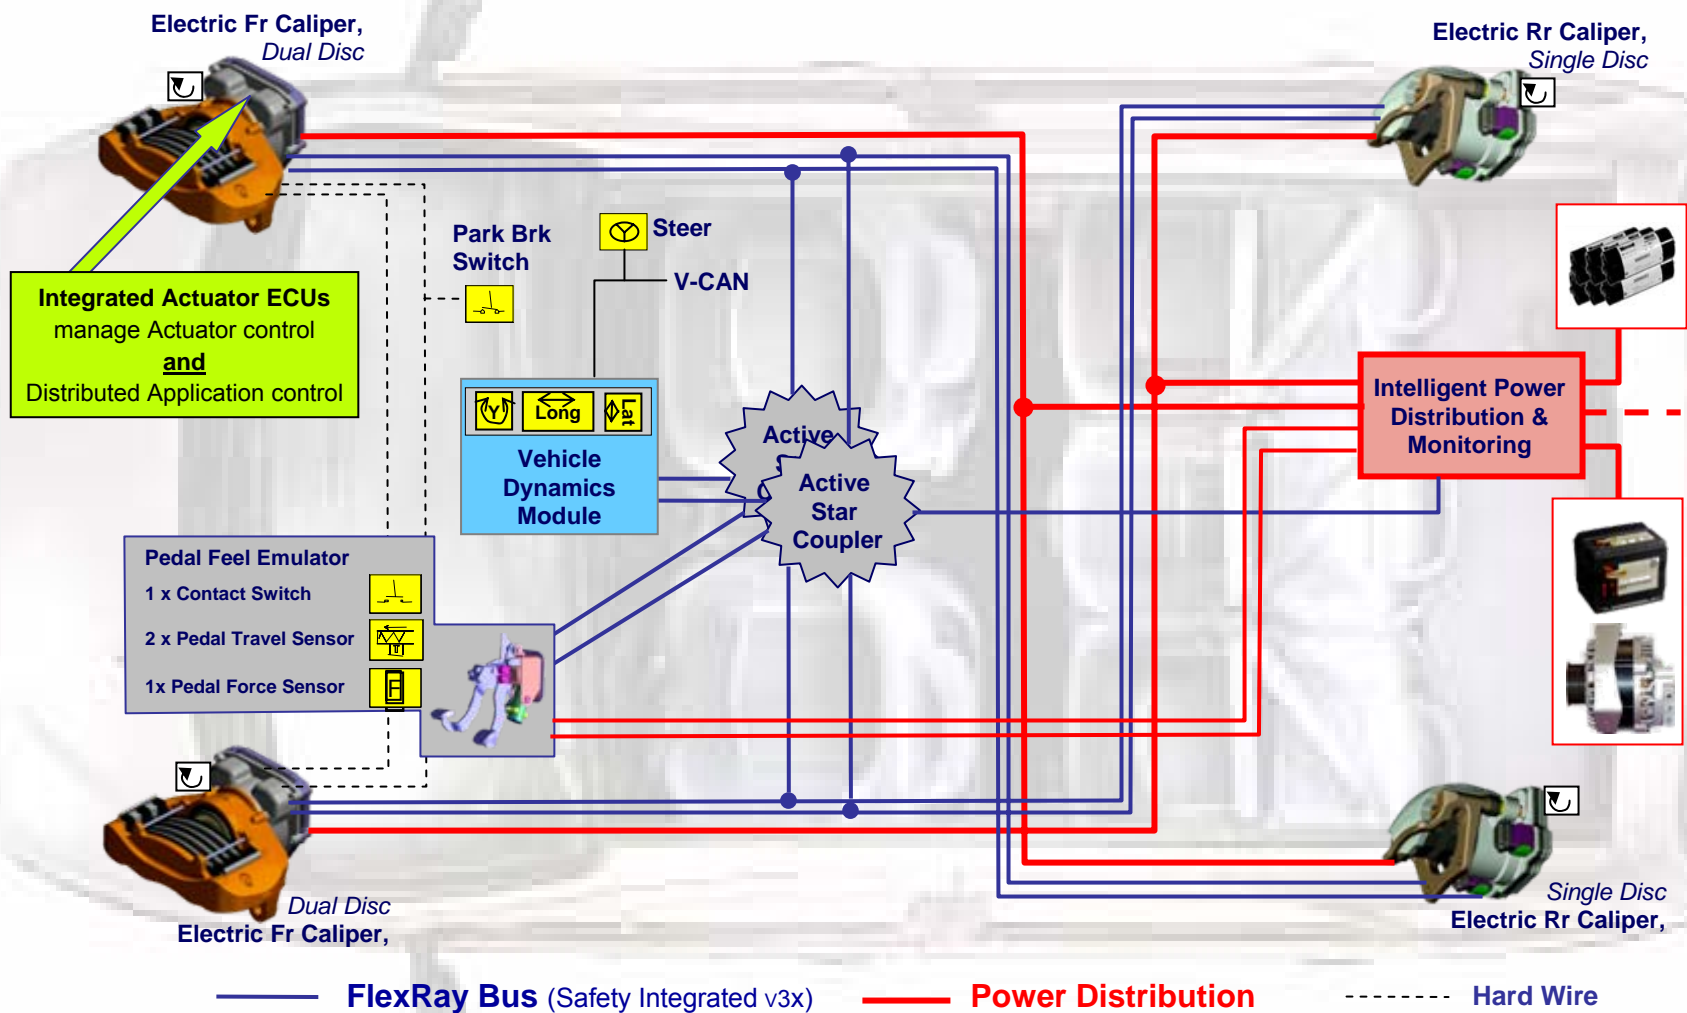 Electric Fr Caliper,
Dual Disc
Electric Rr Caliper,
Single Disc
Integrated Actuator ECUs
manage Actuator control
and
Distributed Application control
Park Brk
Switch
Steer
V-CAN
Y
Long
Lat
Vehicle
Dynamics
Module
Active
Active
Star
Coupler
Intelligent Power
Distribution &
Monitoring
Pedal Feel Emulator
1 x Contact Switch
2 x Pedal Travel Sensor
1x Pedal Force Sensor
F
Dual Disc
Electric Fr Caliper,
Single Disc
Electric Rr Caliper,
FlexRay Bus (Safety Integrated v3x)
Power Distribution
Hard Wire